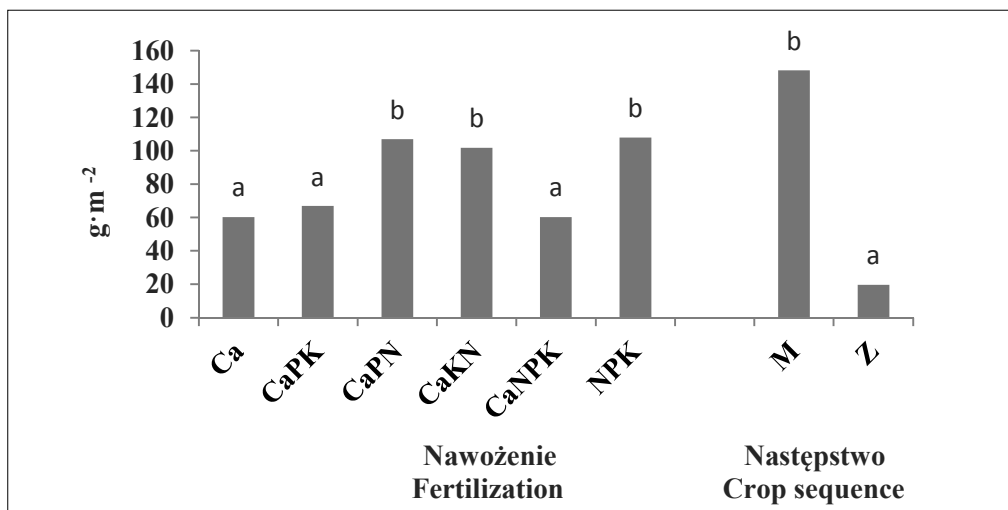 160
140
120
100
80
60
40
20
0
g·m -2
a
a
b
b
a
b
b
a
Ca
CaPK
CaPN
CaKN
CaNPK
NPK
M
Z
Nawożenie
Fertilization
Następstwo
Crop sequence